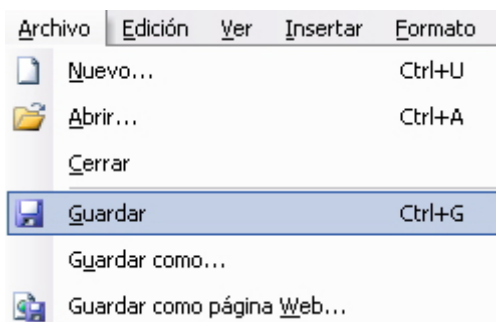 Archivo Edición Ver Insertar Formato
Nuevo... Ctrl+U
Abrir... Ctrl+A
Cerrar
Guardar Ctrl+G
Guardar como...
Guardar como página Web...